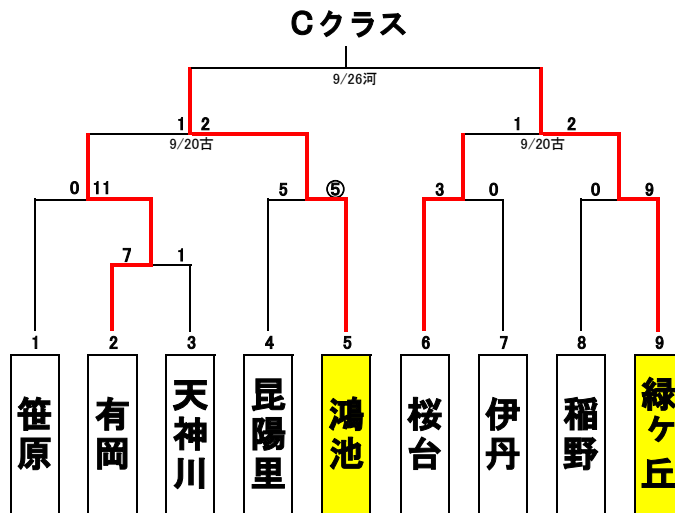 Cクラス
9/26河
1 2 1 2
9/20古 9/20古
0 11 5 ⑤ 3 0 0 9
7 1
1 2 3 4 5 6 7 8 9
笹原
有岡
天神川
昆陽里
鴻池
桜台
伊丹
稲野
緑ヶ丘